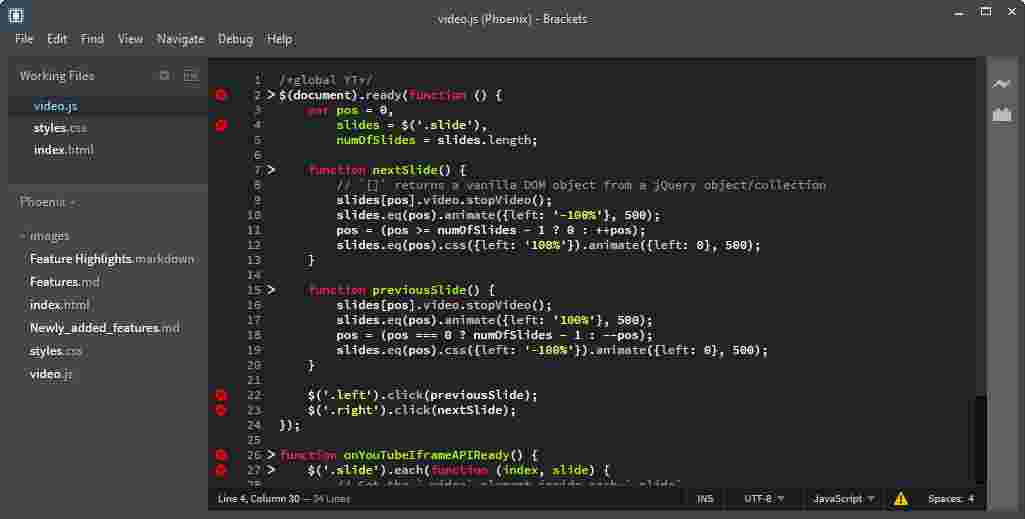 video.js (Phoenix) - Brackets
File Edit Find View Navigate Debug Help
Working Files
video.js
styles.css
index.html
Phoenix
images
Feature Highlights.markdown
Features.md
index.html
Newly_added_features.md
styles.css
video.js
1 /*global YT*/
2 $(document).ready(function () {
3 var pos = 0,
4 slides = $('.slide'),
5 numOfSlides = slides.length;
6
7 function nextSlide() {
8 // `[]` returns a vanilla DOM object from a jQuery object/collection
9 slides[pos].video.stopVideo();
10 slides.eq(pos).animate({left: '-100%'}, 500);
11 pos = (pos >= numOfSlides - 1 ? 0 : ++pos);
12 slides.eq(pos).css({left: '100%'}).animate({left: 0}, 500);
13 }
14
15 function previousSlide() {
16 slides[pos].video.stopVideo();
17 slides.eq(pos).animate({left: '100%'}, 500);
18 pos = (pos === 0 ? numOfSlides - 1 : --pos);
19 slides.eq(pos).css({left: '-100%'}).animate({left: 0}, 500);
20 }
21
22 $('.left').click(previousSlide);
23 $('.right').click(nextSlide);
24 });
25
26 function onYouTubeIframeAPIReady() {
27 $('.slide').each(function (index, slide) {
Line 4, Column 30 — 34 Lines INS UTF-8 JavaScript Spaces: 4